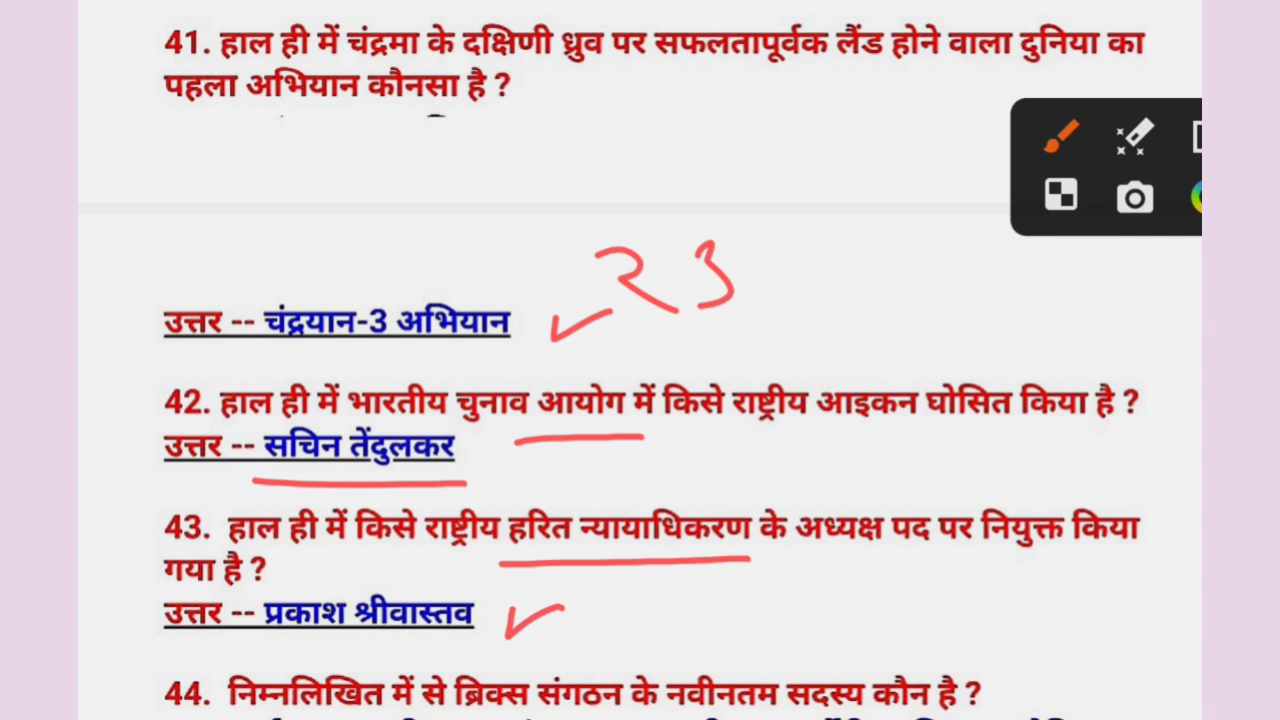 41. हाल ही में चंद्रमा के दक्षिणी ध्रुव पर सफलतापूर्वक लैंड होने वाला दुनिया का
पहला अभियान कौनसा है ?
23
उत्तर -- चंद्रयान-3 अभियान
42. हाल ही में भारतीय चुनाव आयोग में किसे राष्ट्रीय आइकन घोसित किया है ?
उत्तर -- सचिन तेंदुलकर
43. हाल ही में किसे राष्ट्रीय हरित न्यायाधिकरण के अध्यक्ष पद पर नियुक्त किया
गया है ?
उत्तर -- प्रकाश श्रीवास्तव
44. निम्नलिखित में से ब्रिक्स संगठन के नवीनतम सदस्य कौन है ?